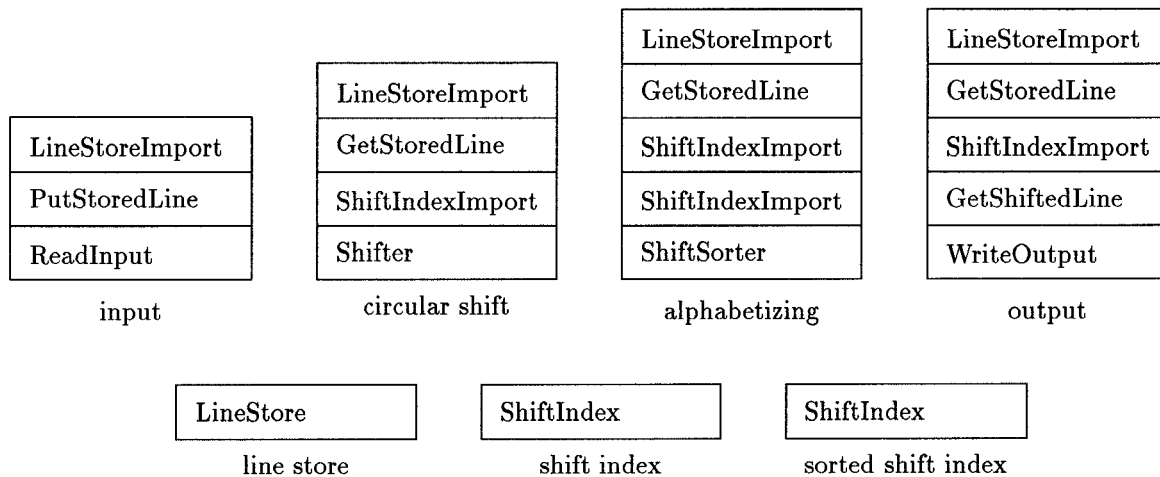 LineStoreImport
PutStoredLine
ReadInput
input
LineStoreImport
GetStoredLine
ShiftIndexImport
Shifter
circular shift
LineStoreImport
GetStoredLine
ShiftIndexImport
ShiftIndexImport
ShiftSorter
alphabetizing
LineStoreImport
GetStoredLine
ShiftIndexImport
GetShiftedLine
WriteOutput
output
LineStore
line store
ShiftIndex
shift index
ShiftIndex
sorted shift index